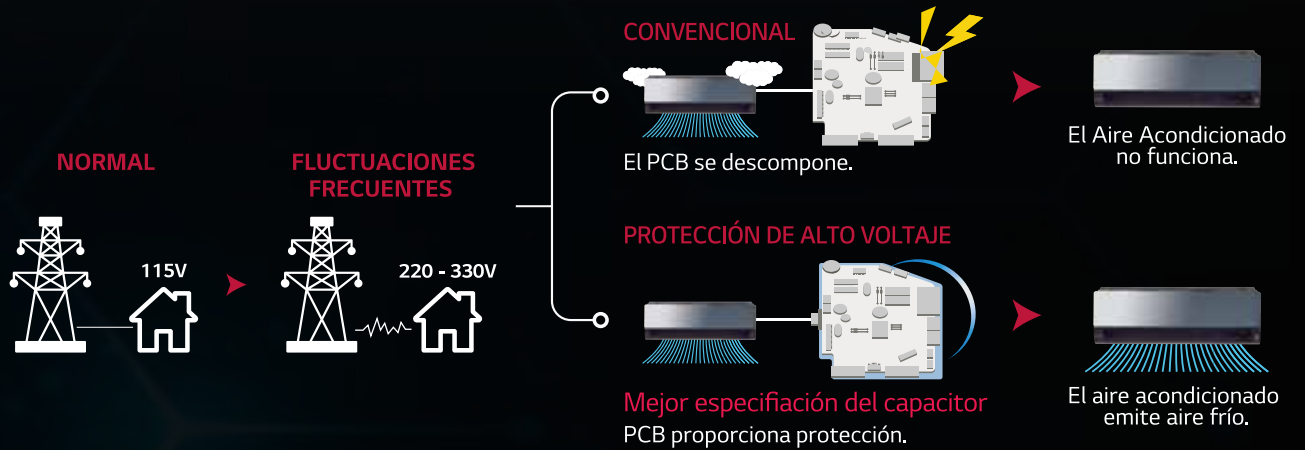 NORMAL
115V
FLUCTUACIONES
FRECUENTES
220 - 330V
CONVENCIONAL
El PCB se descompone.
El Aire Acondicionado
no funciona.
PROTECCIÓN DE ALTO VOLTAJE
Mejor especifiación del capacitor
PCB proporciona protección.
El aire acondicionado
emite aire frío.